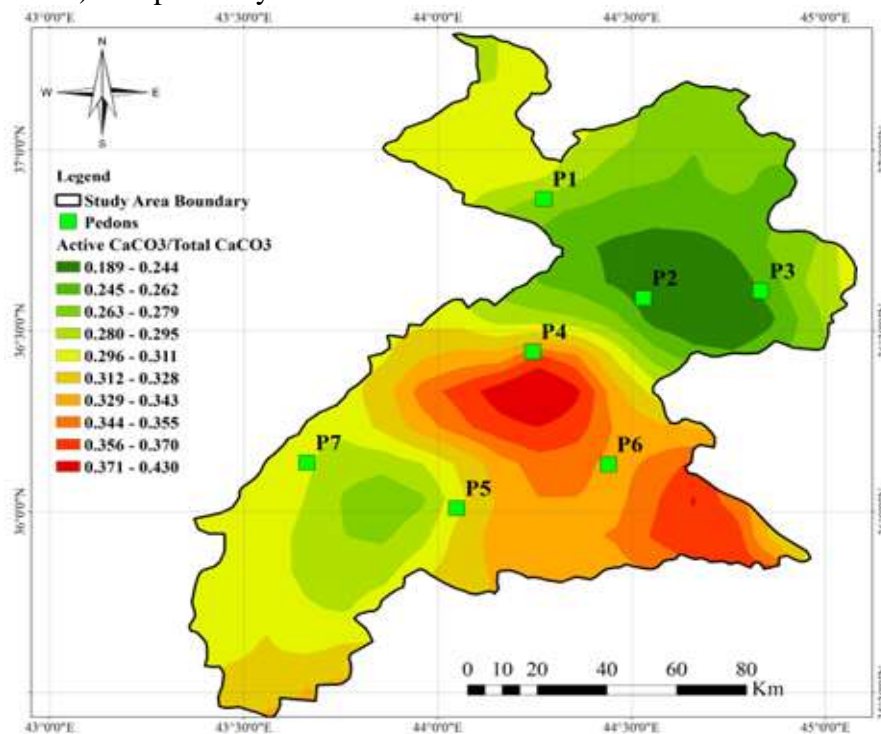 43°0'0"E 43°30'0"E 44°0'0"E 44°30'0"E 45°0'0"E
N
W E
S
37°0'0"N
36°30'0"N
36°0'0"N
Legend
Study Area Boundary
Pedons
Active CaCO3/Total CaCO3
0.189 - 0.244
0.245 - 0.262
0.263 - 0.279
0.280 - 0.295
0.296 - 0.311
0.312 - 0.328
0.329 - 0.343
0.344 - 0.355
0.356 - 0.370
0.371 - 0.430
P1
P2
P3
P4
P7
P6
P5
0 10 20 40 60 80
Km
43°0'0"E 43°30'0"E 44°0'0"E 44°30'0"E 45°0'0"E